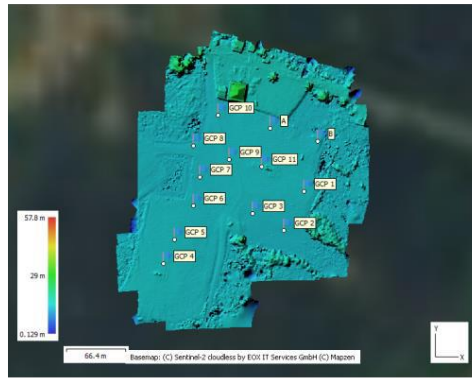 GCP 10
A
B
GCP 8
GCP 9
GCP 11
GCP 7
GCP 1
GCP 6
GCP 3
GCP 2
GCP 5
GCP 4
57.8 m
29 m
0.129 m
66.4 m
Basemap: (C) Sentinel-2 cloudless by EOX IT Services GmbH (C) Mapzen
Y
X